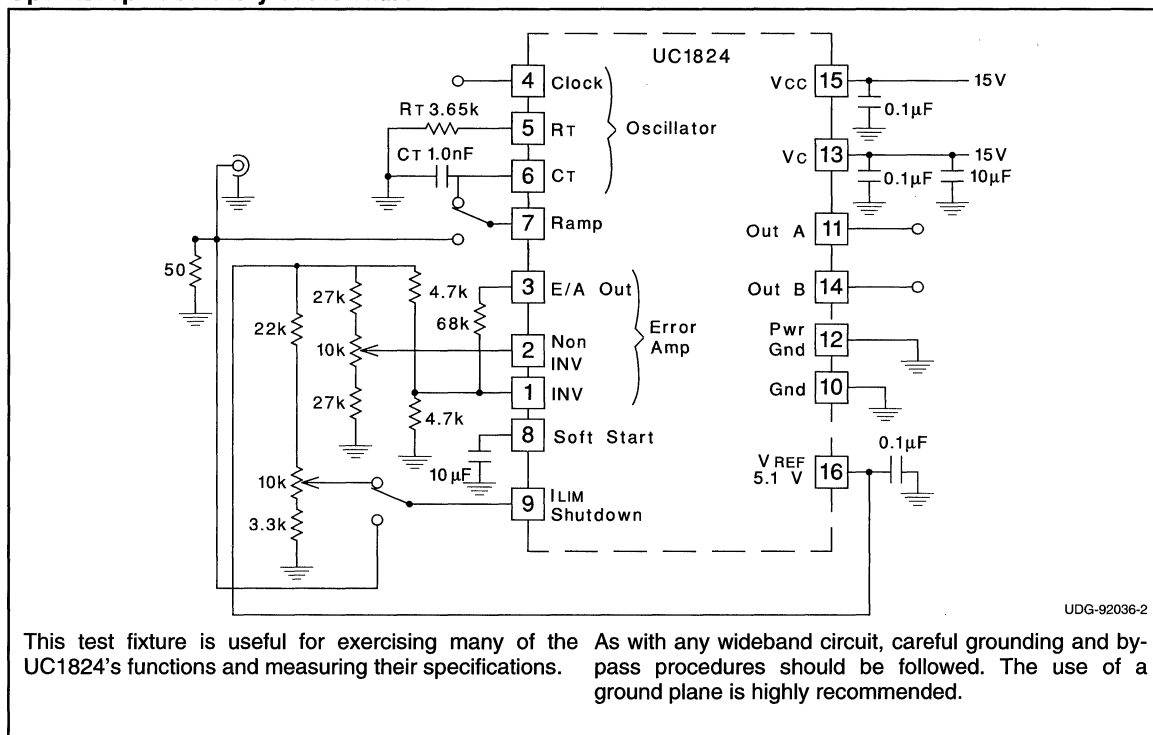 UC1824
4 Clock
RT 3.65k
5 RT
Oscillator
CT 1.0nF
6 CT
7 Ramp
50
3 E/A Out
4.7k
27k
68k
22k
Error
Amp
2 Non
INV
10k
1 INV
27k
4.7k
8 Soft Start
10µF
10k
9 ILIM
Shutdown
3.3k
VCC 15 15V
0.1µF
VC 13 15V
0.1µF 10µF
Out A 11
Out B 14
Pwr
Gnd 12
Gnd 10
0.1µF
VREF
5.1 V 16
UDG-92036-2
This test fixture is useful for exercising many of the
UC1824's functions and measuring their specifications.
As with any wideband circuit, careful grounding and by-
pass procedures should be followed. The use of a
ground plane is highly recommended.